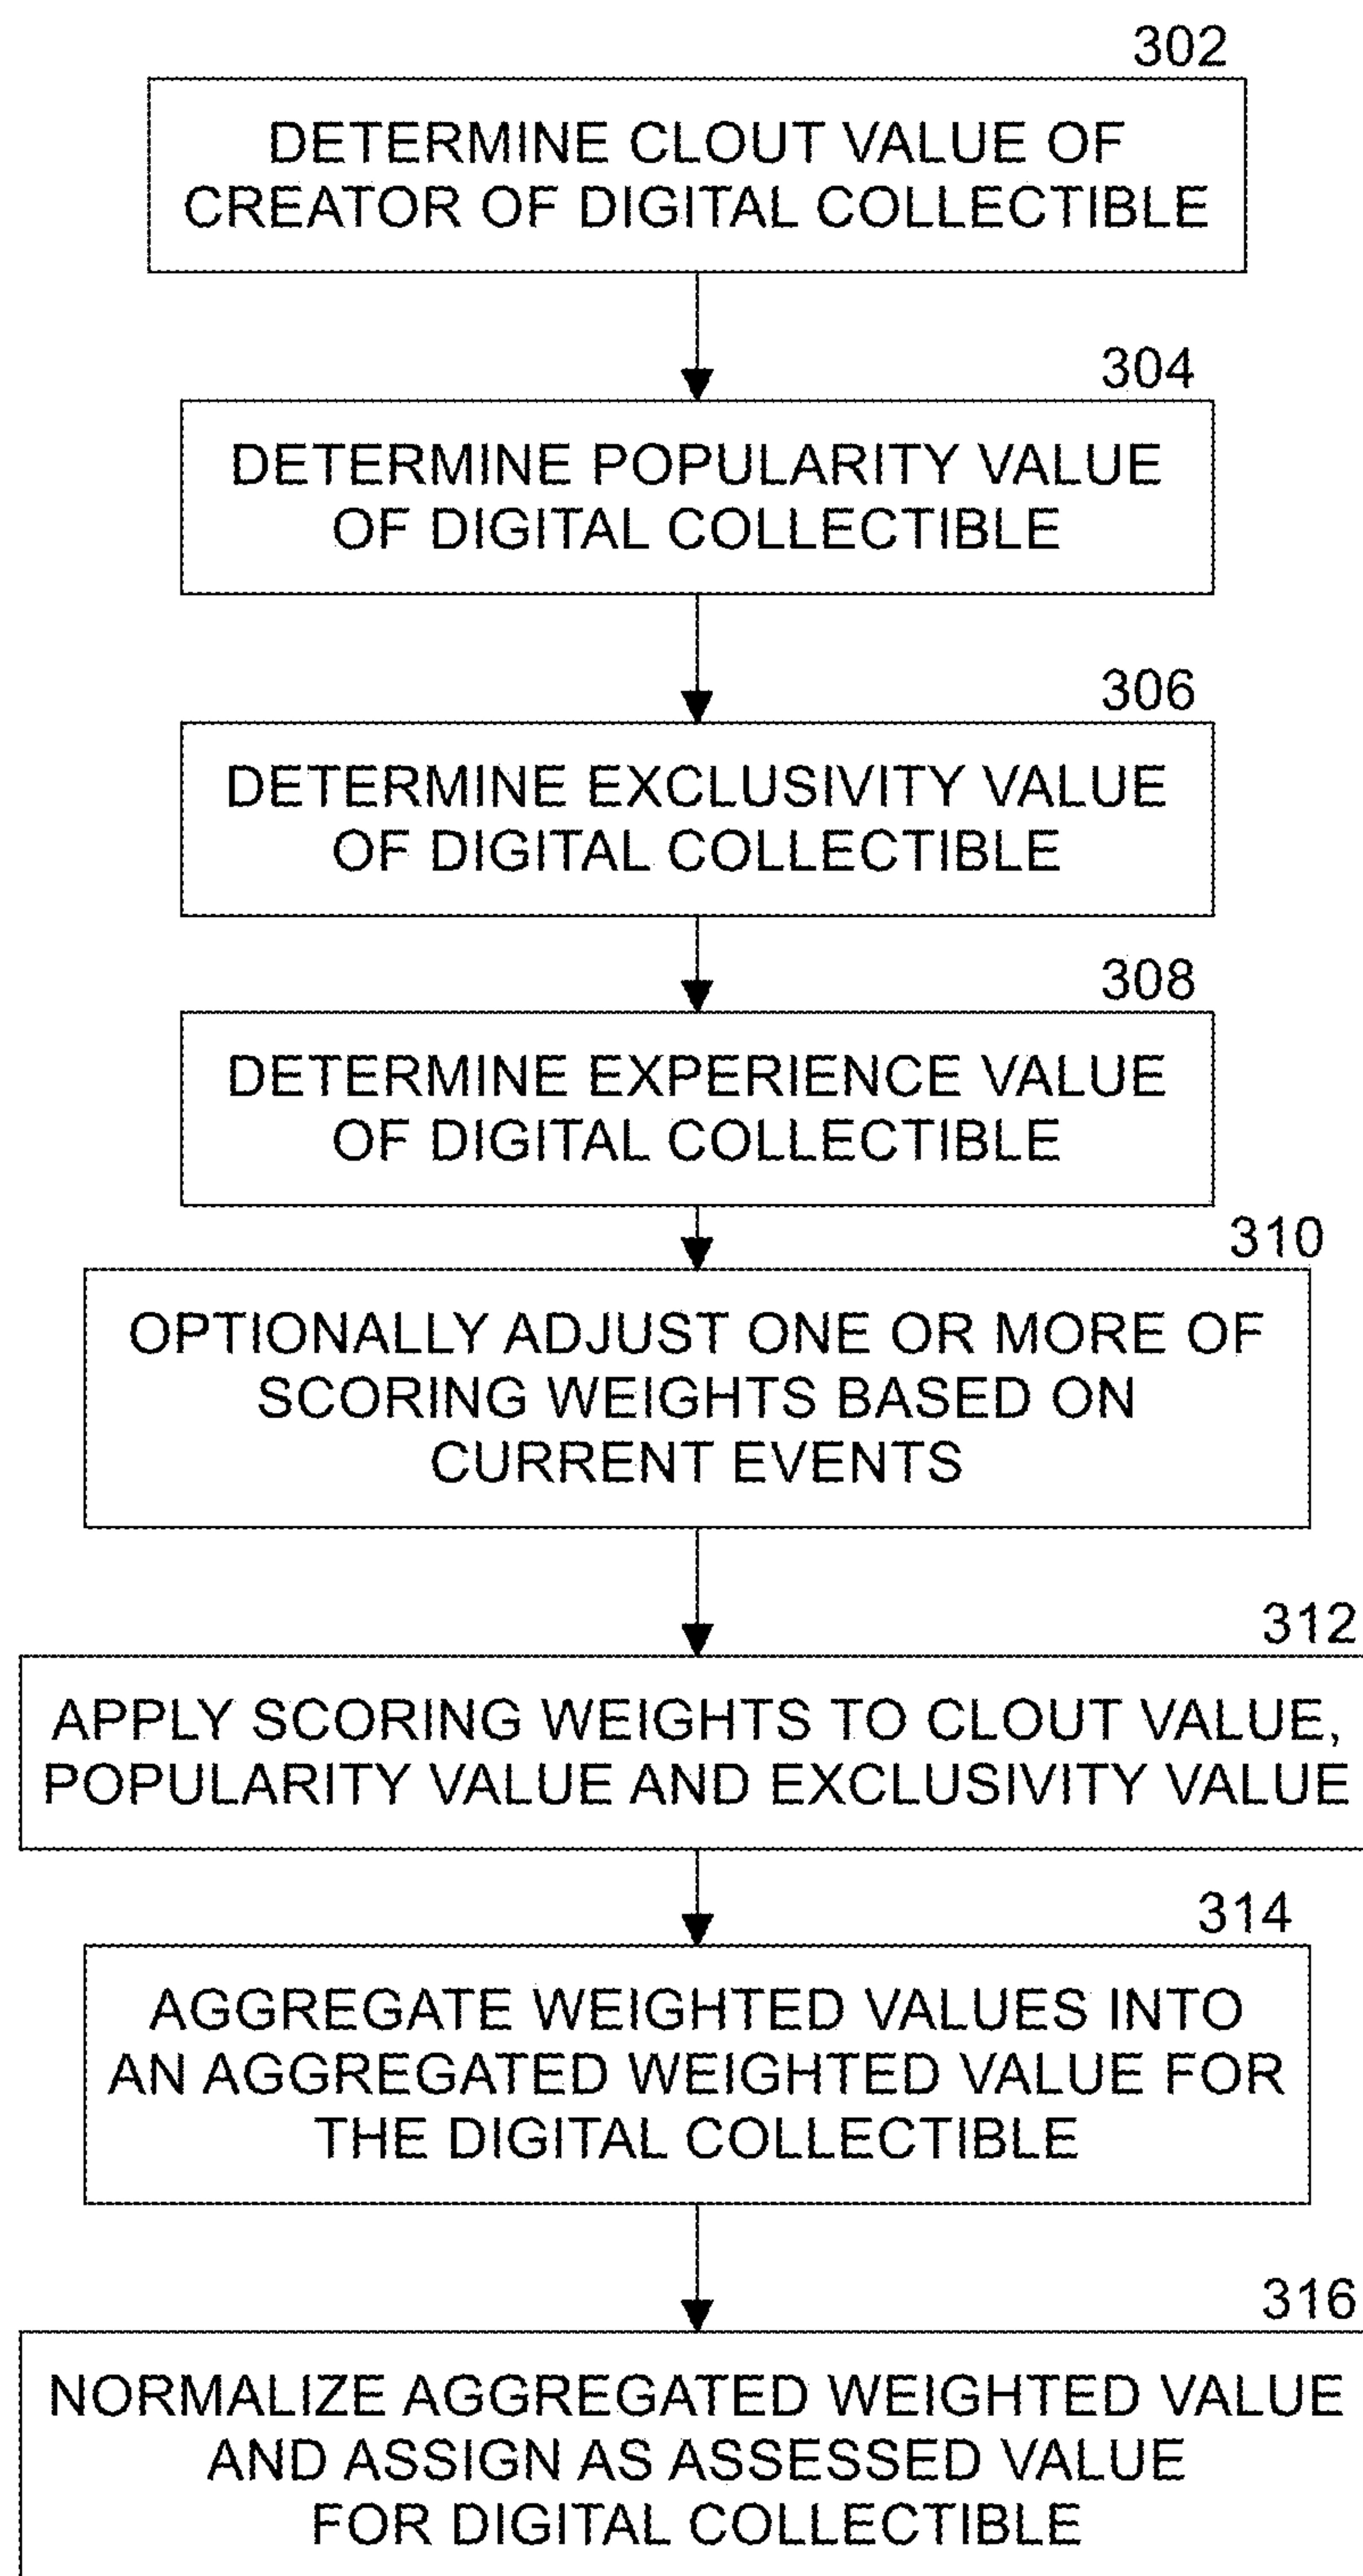 302
DETERMINE CLOUT VALUE OF
CREATOR OF DIGITAL COLLECTIBLE
304
DETERMINE POPULARITY VALUE
OF DIGITAL COLLECTIBLE
306
DETERMINE EXCLUSIVITY VALUE
OF DIGITAL COLLECTIBLE
308
DETERMINE EXPERIENCE VALUE
OF DIGITAL COLLECTIBLE
310
OPTIONALLY ADJUST ONE OR MORE OF
SCORING WEIGHTS BASED ON
CURRENT EVENTS
312
APPLY SCORING WEIGHTS TO CLOUT VALUE,
POPULARITY VALUE AND EXCLUSIVITY VALUE
314
AGGREGATE WEIGHTED VALUES INTO
AN AGGREGATED WEIGHTED VALUE FOR
THE DIGITAL COLLECTIBLE
316
NORMALIZE AGGREGATED WEIGHTED VALUE
AND ASSIGN AS ASSESSED VALUE
FOR DIGITAL COLLECTIBLE